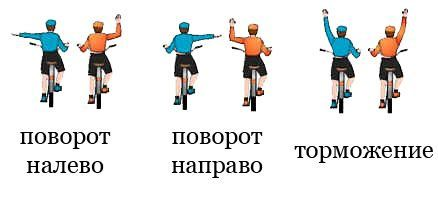 поворот
налево
поворот
направо
торможение